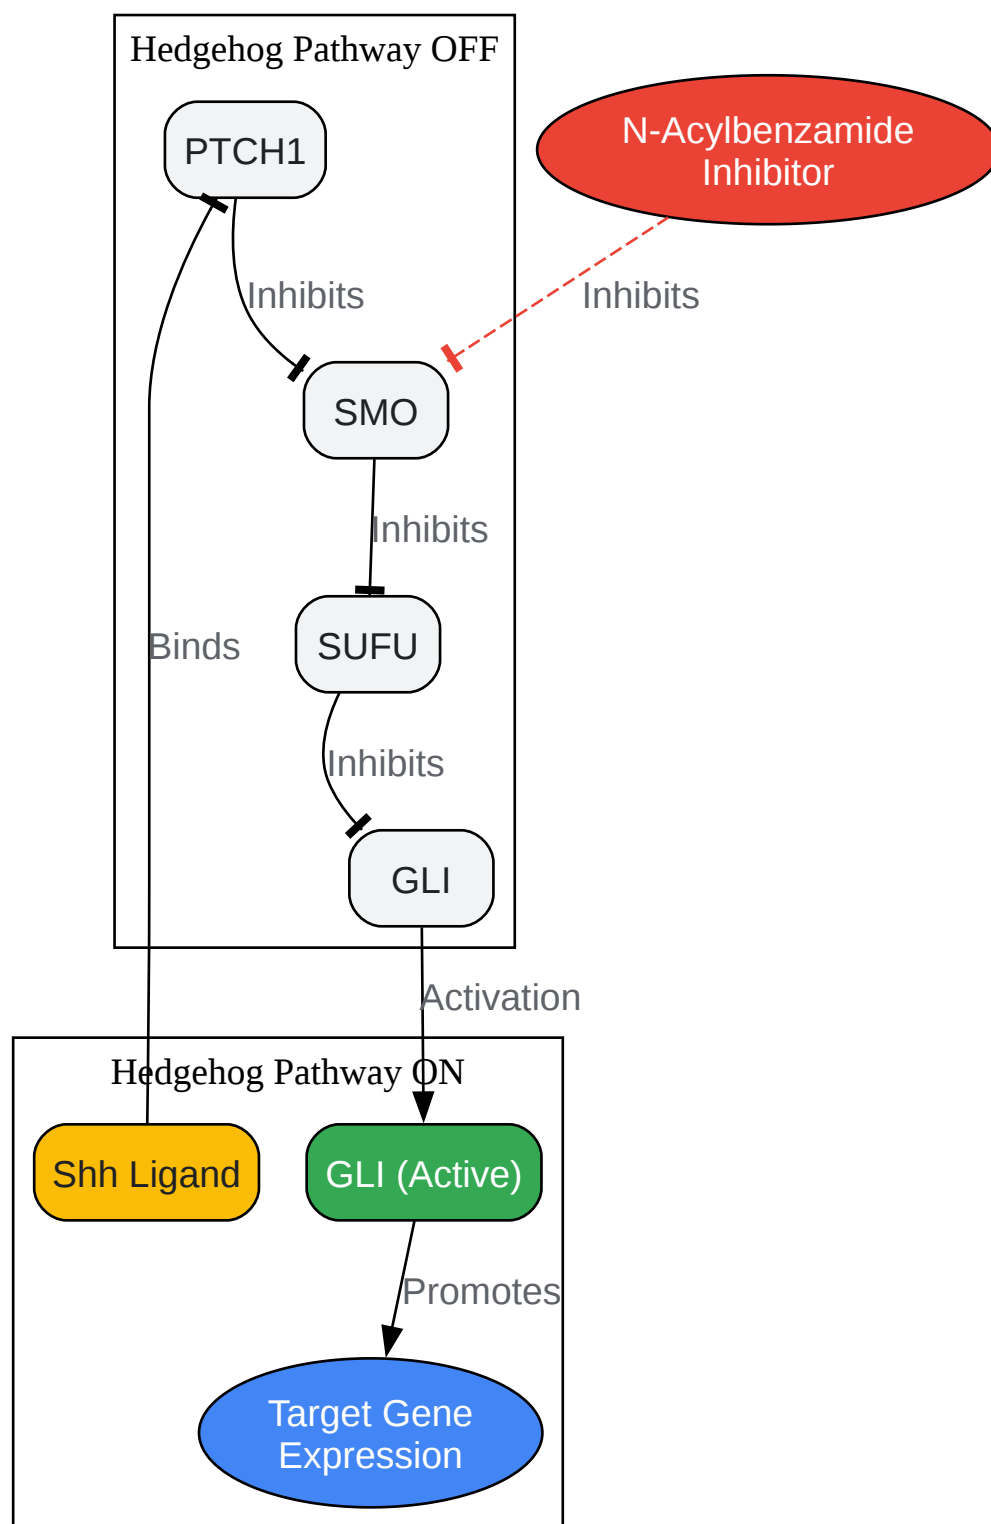 Hedgehog Pathway OFF
PTCH1
N-Acylbenzamide
Inhibitor
Inhibits
Inhibits
SMO
Inhibits
Binds
SUFU
Inhibits
GLI
Activation
Hedgehog Pathway ON
Shh Ligand
GLI (Active)
Promotes
Target Gene
Expression